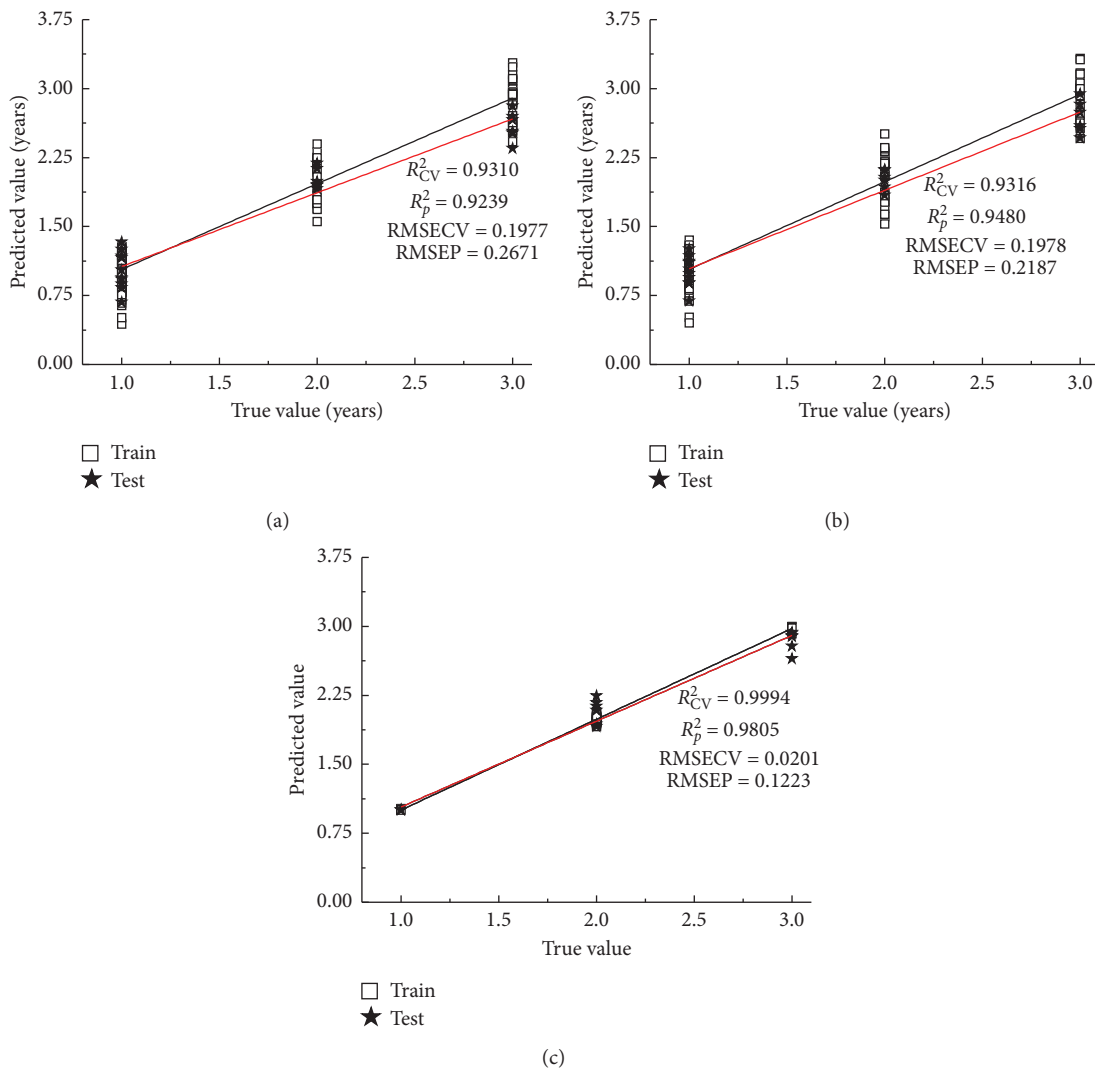 3.75
3.00
2.25
1.50
0.75
0.00
Predicted value (years)
R²CV = 0.9310
R²p = 0.9239
RMSECV = 0.1977
RMSEP = 0.2671
1.0 1.5 2.0 2.5 3.0
True value (years)
Train
Test
(a)
3.75
3.00
2.25
1.50
0.75
0.00
Predicted value (years)
R²CV = 0.9316
R²p = 0.9480
RMSECV = 0.1978
RMSEP = 0.2187
1.0 1.5 2.0 2.5 3.0
True value (years)
Train
Test
(b)
3.75
3.00
2.25
1.50
0.75
0.00
Predicted value
R²CV = 0.9994
R²p = 0.9805
RMSECV = 0.0201
RMSEP = 0.1223
1.0 1.5 2.0 2.5 3.0
True value
Train
Test
(c)